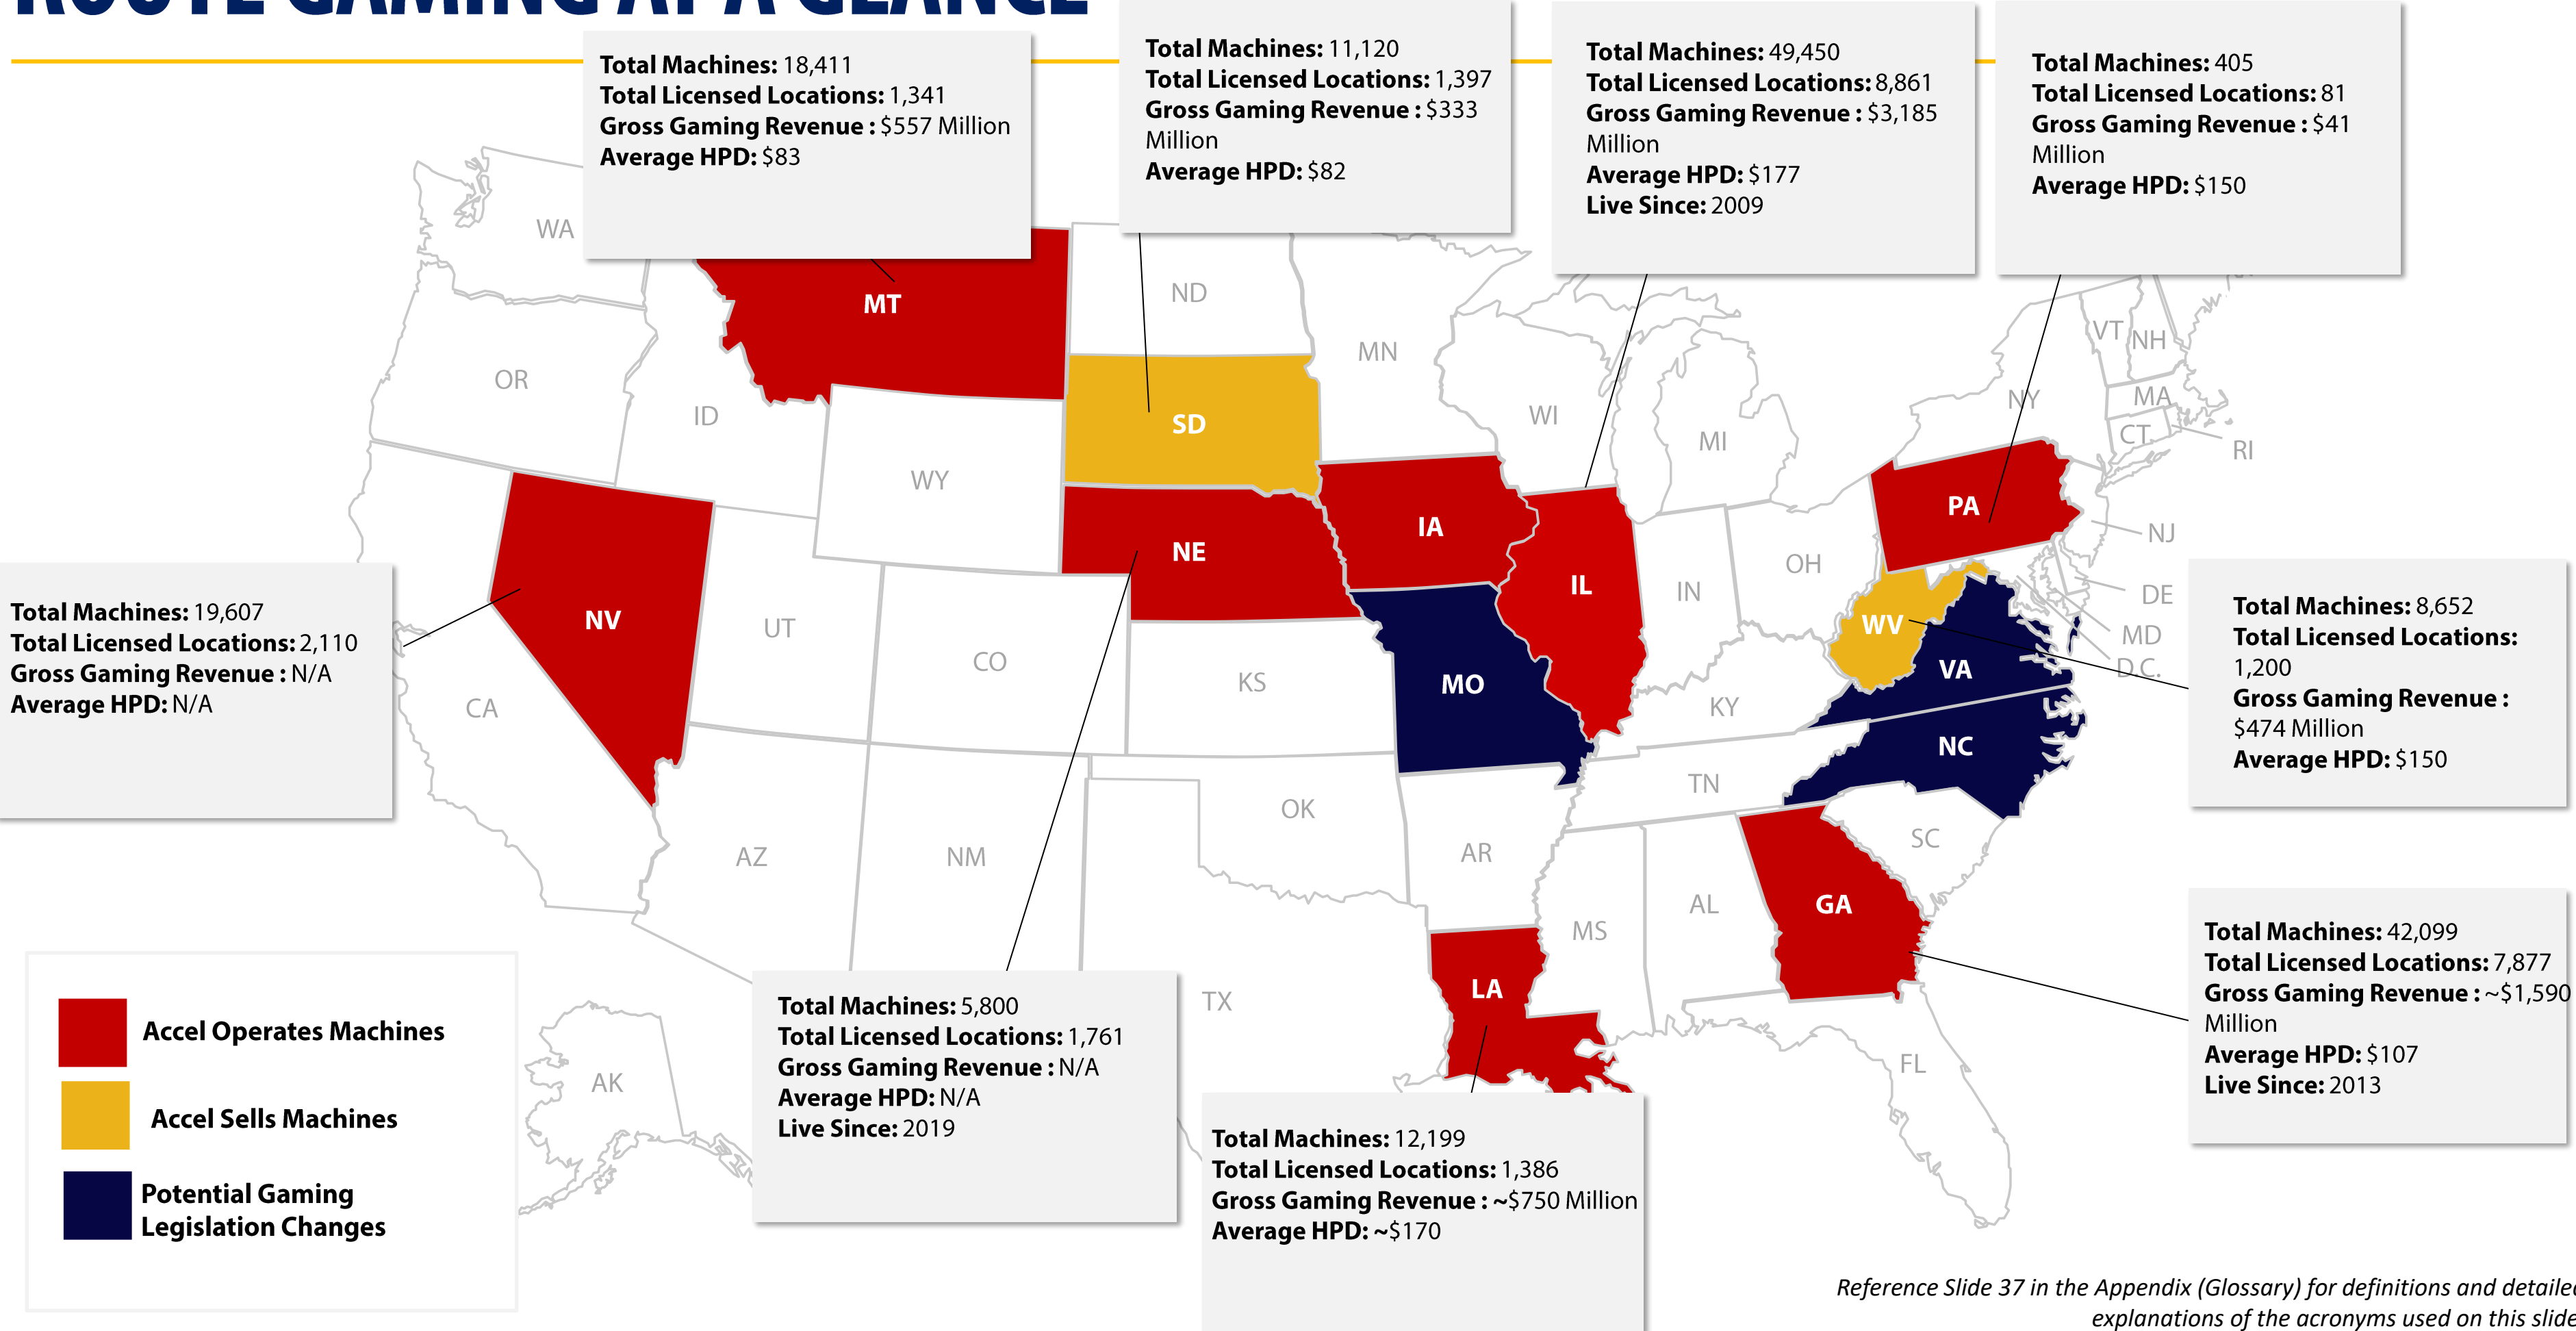 ROUTE GAMING AT A GLANCE
Total Machines: 18,411
Total Licensed Locations: 1,341
Gross Gaming Revenue : $557 Million
Average HPD: $83
Total Machines: 11,120
Total Licensed Locations: 1,397
Gross Gaming Revenue : $333
Million
Average HPD: $82
Total Machines: 49,450
Total Licensed Locations: 8,861
Gross Gaming Revenue : $3,185
Million
Average HPD: $177
Live Since: 2009
Total Machines: 405
Total Licensed Locations: 81
Gross Gaming Revenue : $41
Million
Average HPD: $150
WA
MT
ND
MN
OR
ID
SD
WI
MI
NY
VT
NH
MA
CT
RI
WY
NE
IA
IL
IN
OH
PA
NJ
DE
MD
D.C.
NV
UT
CO
KS
MO
KY
WV
VA
CA
AZ
NM
OK
AR
TN
NC
SC
TX
LA
MS
AL
GA
FL
AK
Total Machines: 19,607
Total Licensed Locations: 2,110
Gross Gaming Revenue : N/A
Average HPD: N/A
Total Machines: 8,652
Total Licensed Locations:
1,200
Gross Gaming Revenue :
$474 Million
Average HPD: $150
Total Machines: 42,099
Total Licensed Locations: 7,877
Gross Gaming Revenue : ~$1,590
Million
Average HPD: $107
Live Since: 2013
Total Machines: 5,800
Total Licensed Locations: 1,761
Gross Gaming Revenue : N/A
Average HPD: N/A
Live Since: 2019
Total Machines: 12,199
Total Licensed Locations: 1,386
Gross Gaming Revenue : ~$750 Million
Average HPD: ~$170
Accel Operates Machines
Accel Sells Machines
Potential Gaming
Legislation Changes
Reference Slide 37 in the Appendix (Glossary) for definitions and detailed
explanations of the acronyms used on this slide